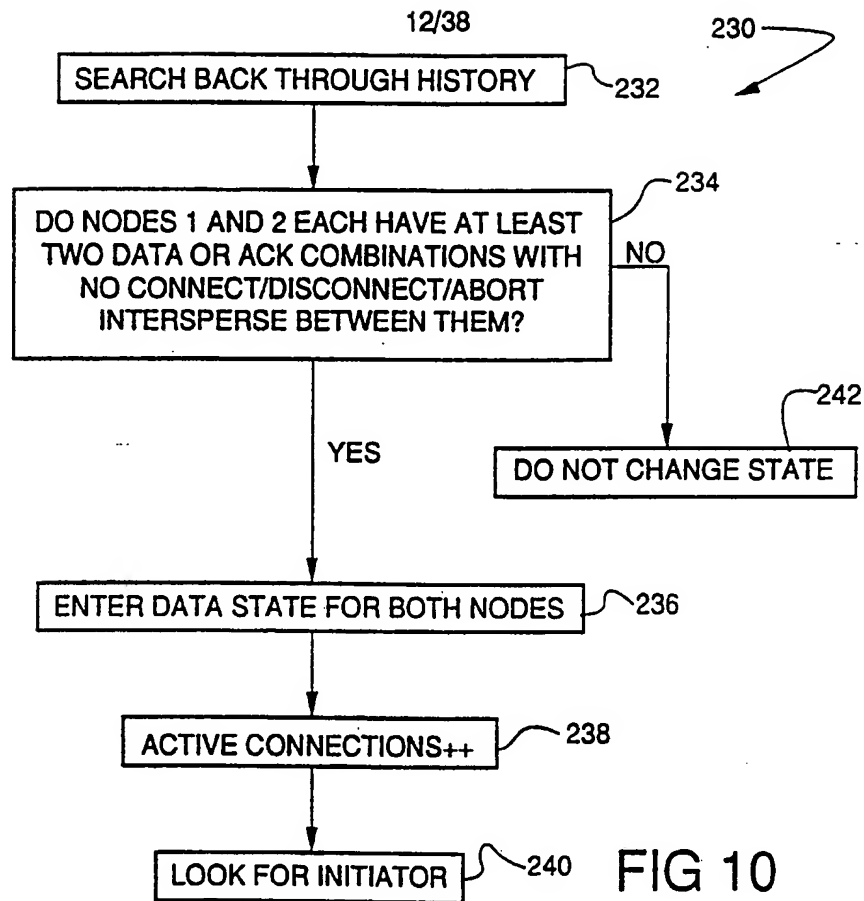 12/38
230
SEARCH BACK THROUGH HISTORY
232
234
DO NODES 1 AND 2 EACH HAVE AT LEAST
TWO DATA OR ACK COMBINATIONS WITH
NO CONNECT/DISCONNECT/ABORT
INTERSPERSE BETWEEN THEM?
NO
242
YES
DO NOT CHANGE STATE
ENTER DATA STATE FOR BOTH NODES
236
ACTIVE CONNECTIONS++
238
LOOK FOR INITIATOR
240
FIG 10